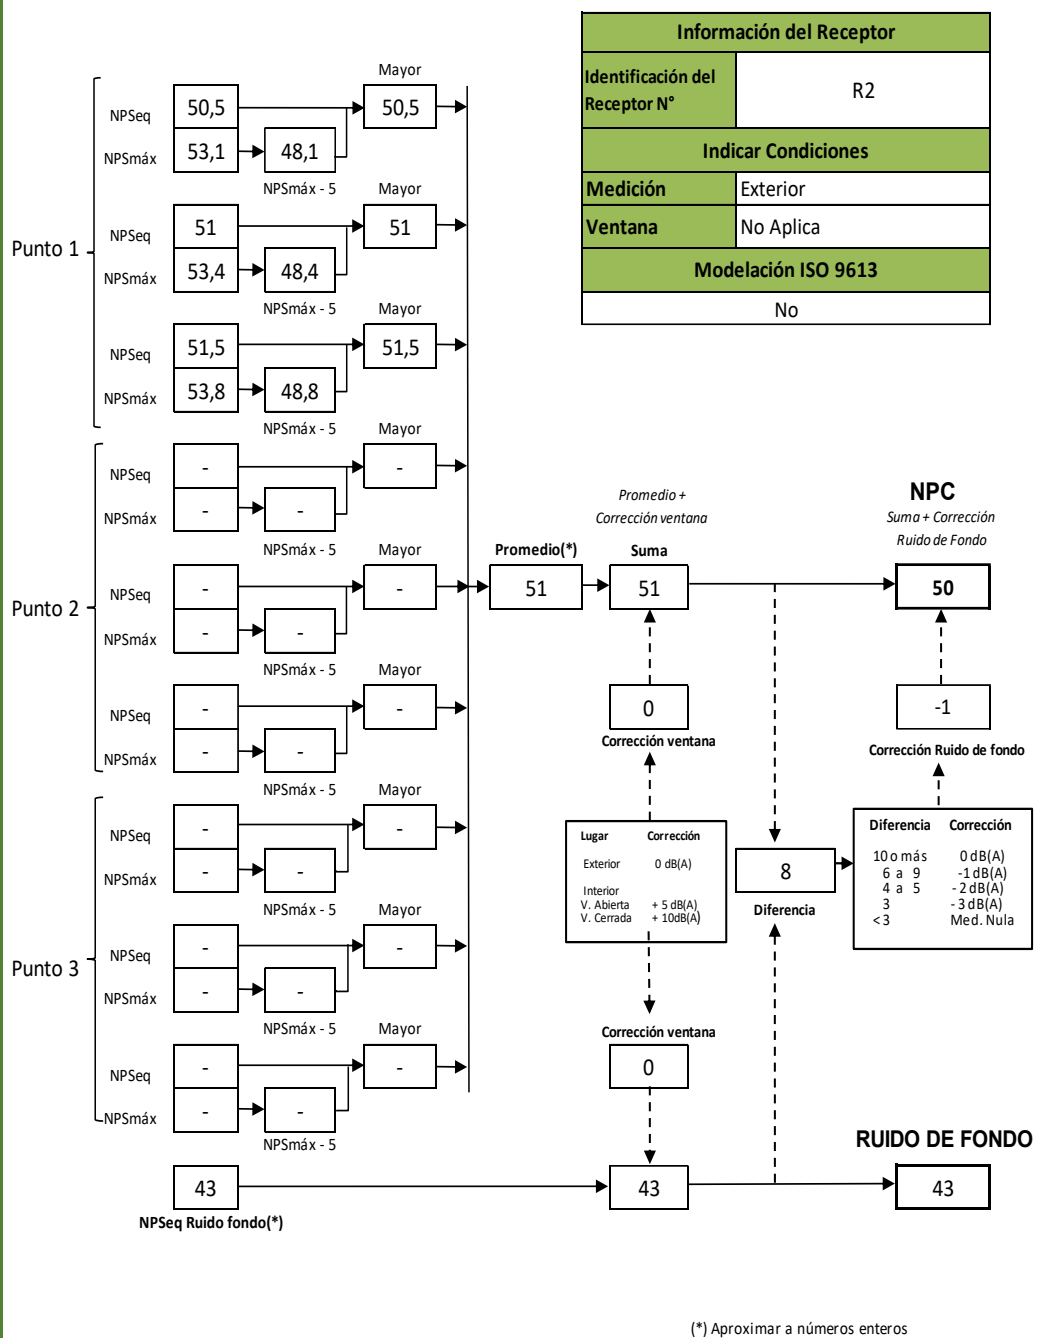 Información del Receptor
Identificación del Receptor N°
R2
Indicar Condiciones
Medición
Exterior
Ventana
No Aplica
Modelación ISO 9613
No
Punto 1
Mayor
NPSeq
50,5
50,5
NPSmáx
53,1
48,1
NPSmáx - 5
Mayor
NPSeq
51
51
NPSmáx
53,4
48,4
NPSmáx - 5
Mayor
NPSeq
51,5
51,5
NPSmáx
53,8
48,8
NPSmáx - 5
Punto 2
Mayor
NPSeq
-
-
NPSmáx
-
-
NPSmáx - 5
Mayor
NPSeq
-
-
NPSmáx
-
-
NPSmáx - 5
Mayor
NPSeq
-
-
NPSmáx
-
-
NPSmáx - 5
Punto 3
Mayor
NPSeq
-
-
NPSmáx
-
-
NPSmáx - 5
Mayor
NPSeq
-
-
NPSmáx
-
-
NPSmáx - 5
Mayor
NPSeq
-
-
NPSmáx
-
-
NPSmáx - 5
Promedio(*)
51
Promedio +
Corrección ventana
Suma
51
NPC
Suma + Corrección
Ruido de Fondo
50
0
Corrección ventana
-1
Corrección Ruido de fondo
Lugar Corrección
Exterior 0 dB(A)
Interior
V. Abierta + 5 dB(A)
V. Cerrada + 10dB(A)
8
Diferencia
Diferencia Corrección
10 o más 0 dB(A)
6 a 9 -1 dB(A)
4 a 5 - 2 dB(A)
3 - 3 dB(A)
< 3 Med. Nula
Corrección ventana
0
43
NPSeq Ruido fondo(*)
43
RUIDO DE FONDO
43
(*) Aproximar a números enteros